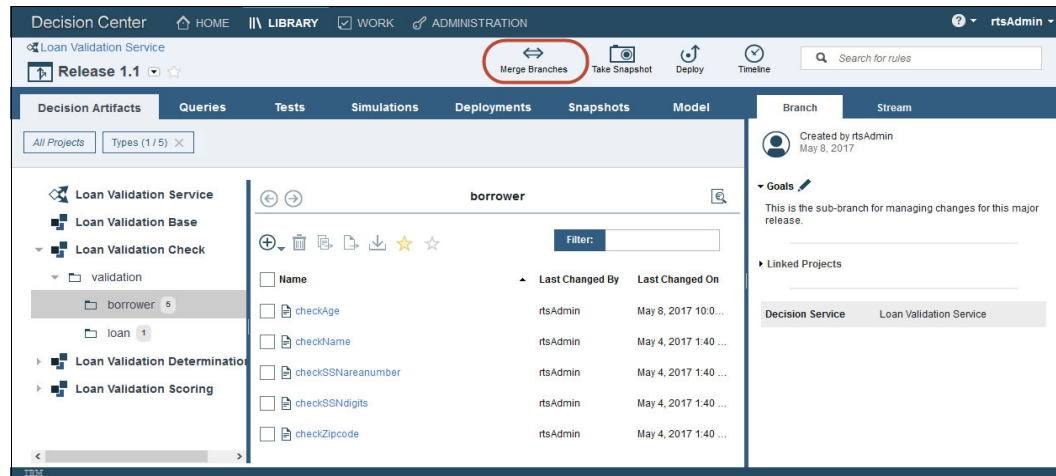 Decision Center HOME LIBRARY WORK ADMINISTRATION ? rtsAdmin
Loan Validation Service
Release 1.1
Merge Branches Take Snapshot Deploy Timeline Search for rules
Decision Artifacts Queries Tests Simulations Deployments Snapshots Model Branch Stream
All Projects Types (1 / 5)
Created by rtsAdmin
May 8, 2017
Goals
This is the sub-branch for managing changes for this major
release.
Linked Projects
Decision Service Loan Validation Service
Loan Validation Service
Loan Validation Base
Loan Validation Check
validation
borrower 5
loan 1
Loan Validation Determination
Loan Validation Scoring
borrower
Filter:
Name Last Changed By Last Changed On
checkAge rtsAdmin May 8, 2017 10:0...
checkName rtsAdmin May 4, 2017 1:40 ...
checkSSNareanumber rtsAdmin May 4, 2017 1:40 ...
checkSSNdigits rtsAdmin May 4, 2017 1:40 ...
checkZipcode rtsAdmin May 4, 2017 1:40 ...
IBM